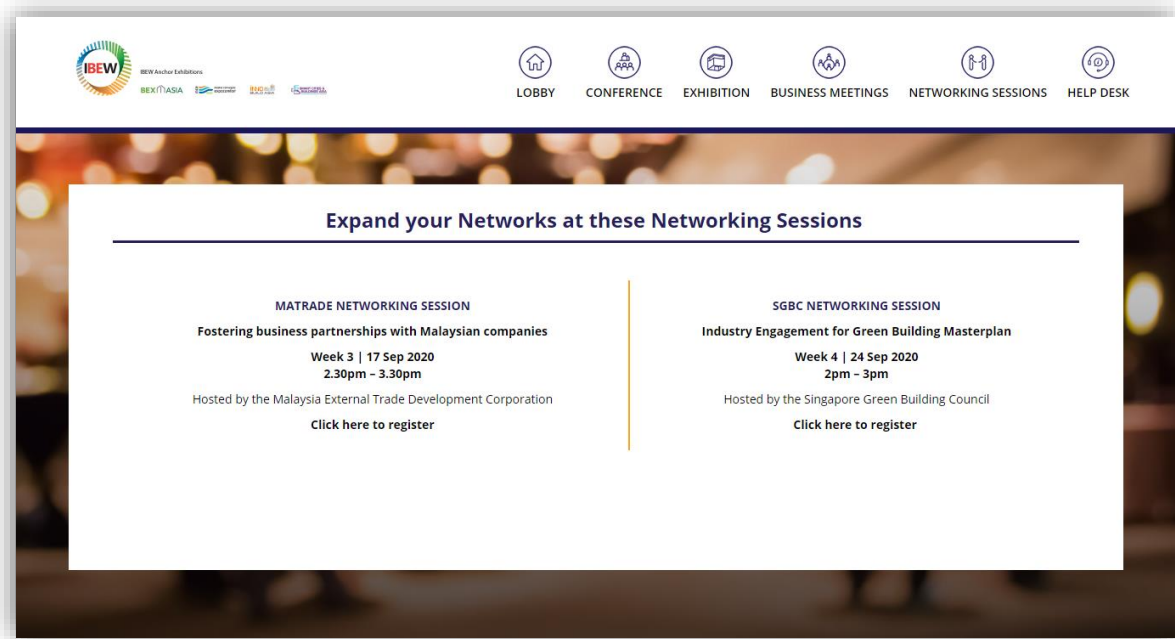 IBEW
IBEW Anchor Exhibitions
BEX ASIA
LOBBY
CONFERENCE
EXHIBITION
BUSINESS MEETINGS
NETWORKING SESSIONS
HELP DESK
Expand your Networks at these Networking Sessions
MATRADE NETWORKING SESSION
Fostering business partnerships with Malaysian companies
Week 3 | 17 Sep 2020
2.30pm – 3.30pm
Hosted by the Malaysia External Trade Development Corporation
Click here to register
SGBC NETWORKING SESSION
Industry Engagement for Green Building Masterplan
Week 4 | 24 Sep 2020
2pm – 3pm
Hosted by the Singapore Green Building Council
Click here to register